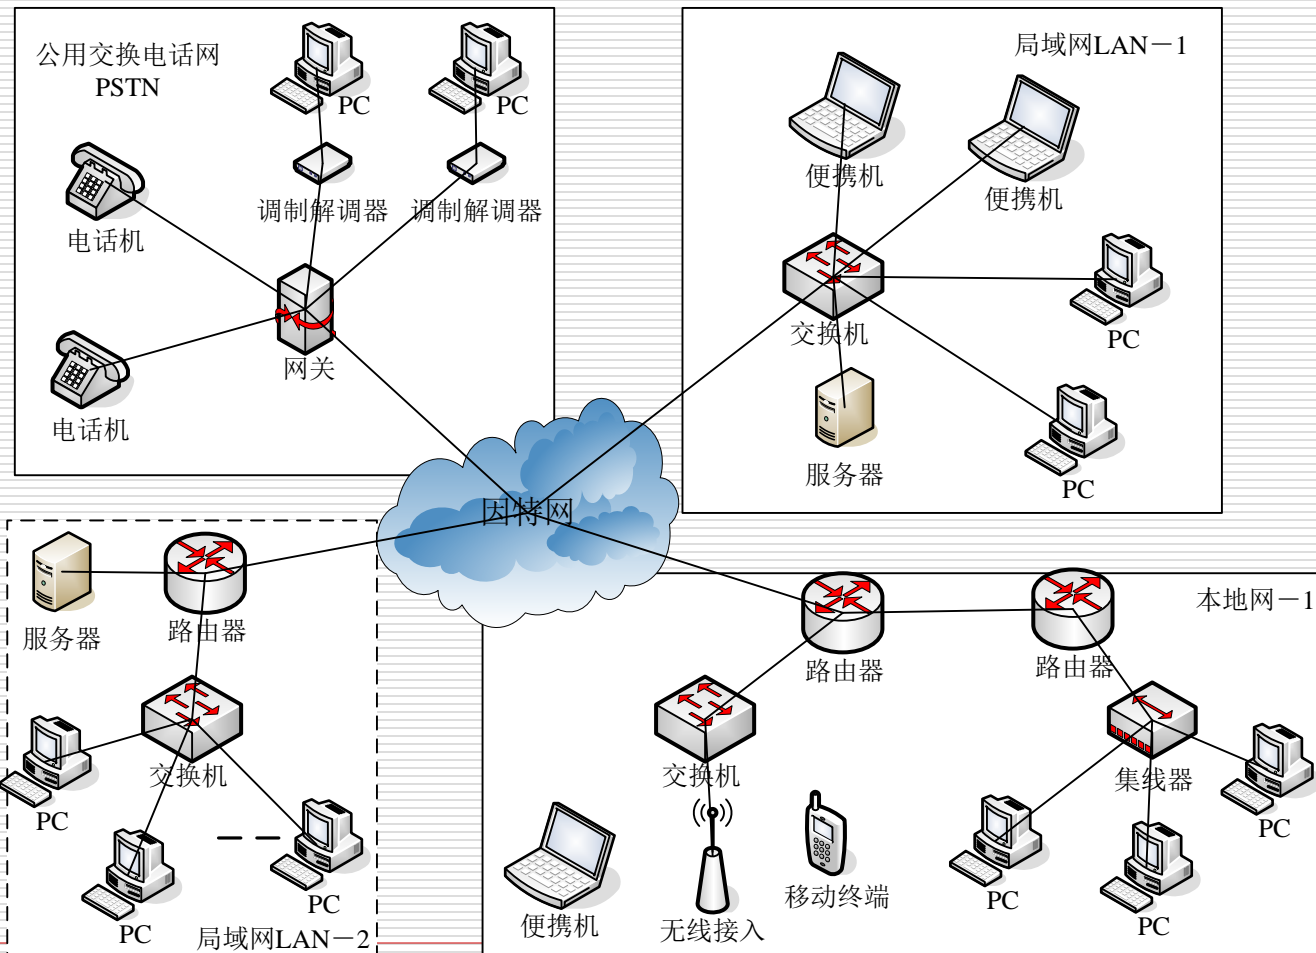 公用交换电话网
PSTN
PC
PC
调制解调器
调制解调器
电话机
电话机
网关
局域网LAN－1
便携机
便携机
交换机
PC
PC
服务器
因特网
服务器
路由器
交换机
PC
PC
PC
局域网LAN－2
本地网－1
路由器
路由器
交换机
集线器
便携机
无线接入
移动终端
PC
PC
PC